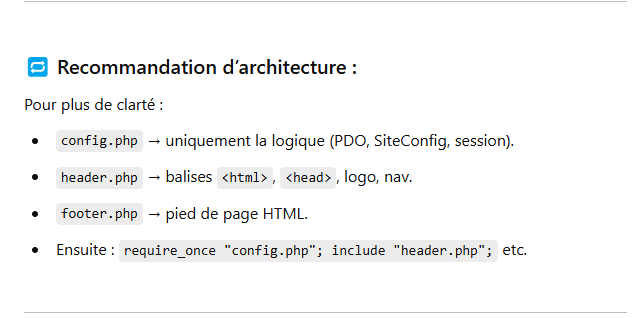 🔁 Recommandation d’architecture :
Pour plus de clarté :
• config.php → uniquement la logique (PDO, SiteConfig, session).
• header.php → balises <html>, <head>, logo, nav.
• footer.php → pied de page HTML.
• Ensuite : require_once "config.php"; include "header.php"; etc.